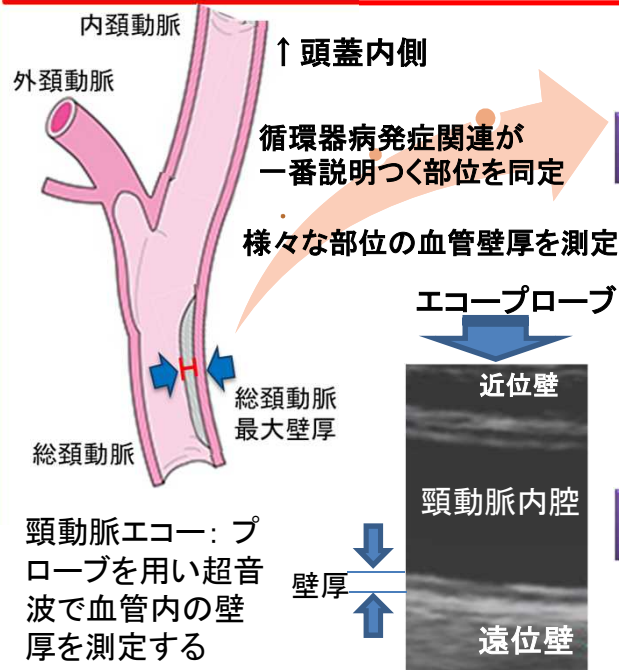 内頚動脈
↑頭蓋内側
外頚動脈
循環器病発症関連が
一番説明つく部位を同定
様々な部位の血管壁厚を測定
エコープローブ
近位壁
総頚動脈
最大壁厚
総頚動脈
頸動脈内腔
頸動脈エコー：プ
ローブを用い超音
波で血管内の壁
厚を測定する
壁厚
遠位壁